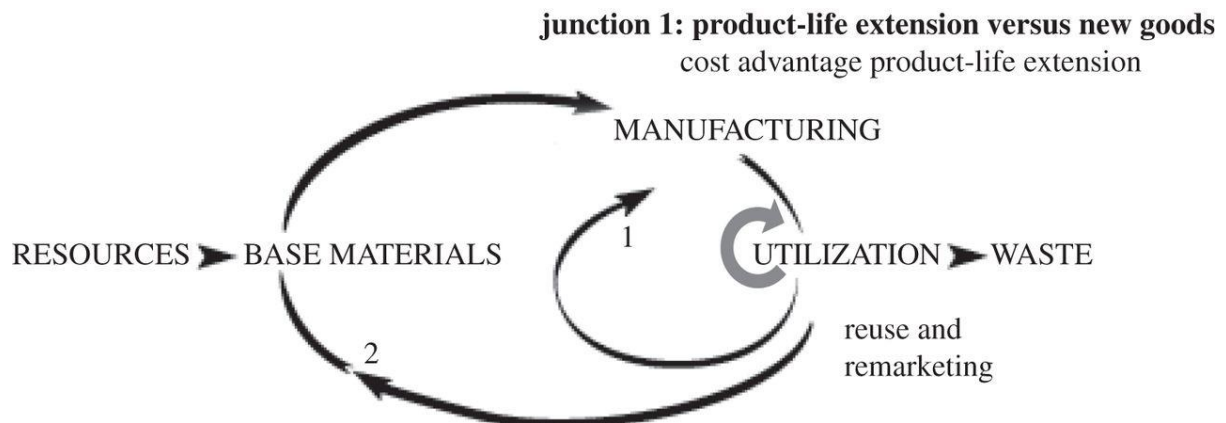 junction 1: product-life extension versus new goods
cost advantage product-life extension
MANUFACTURING
1
RESOURCES
BASE MATERIALS
UTILIZATION
WASTE
2
reuse and
remarketing